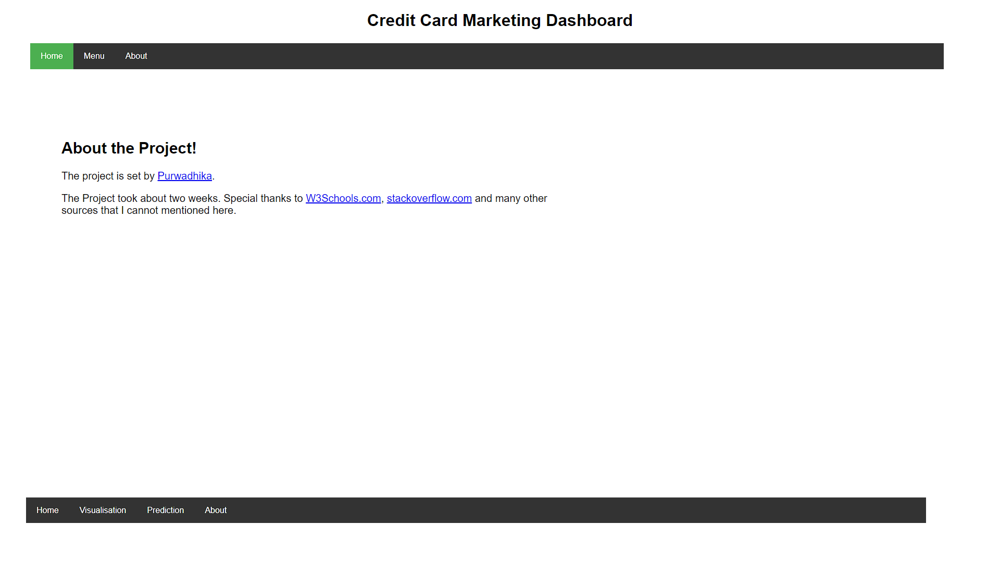 Credit Card Marketing Dashboard
Home Menu About
About the Project!
The project is set by Purwadhika.
The Project took about two weeks. Special thanks to W3Schools.com, stackoverflow.com and many other
sources that I cannot mentioned here.
Home Visualisation Prediction About